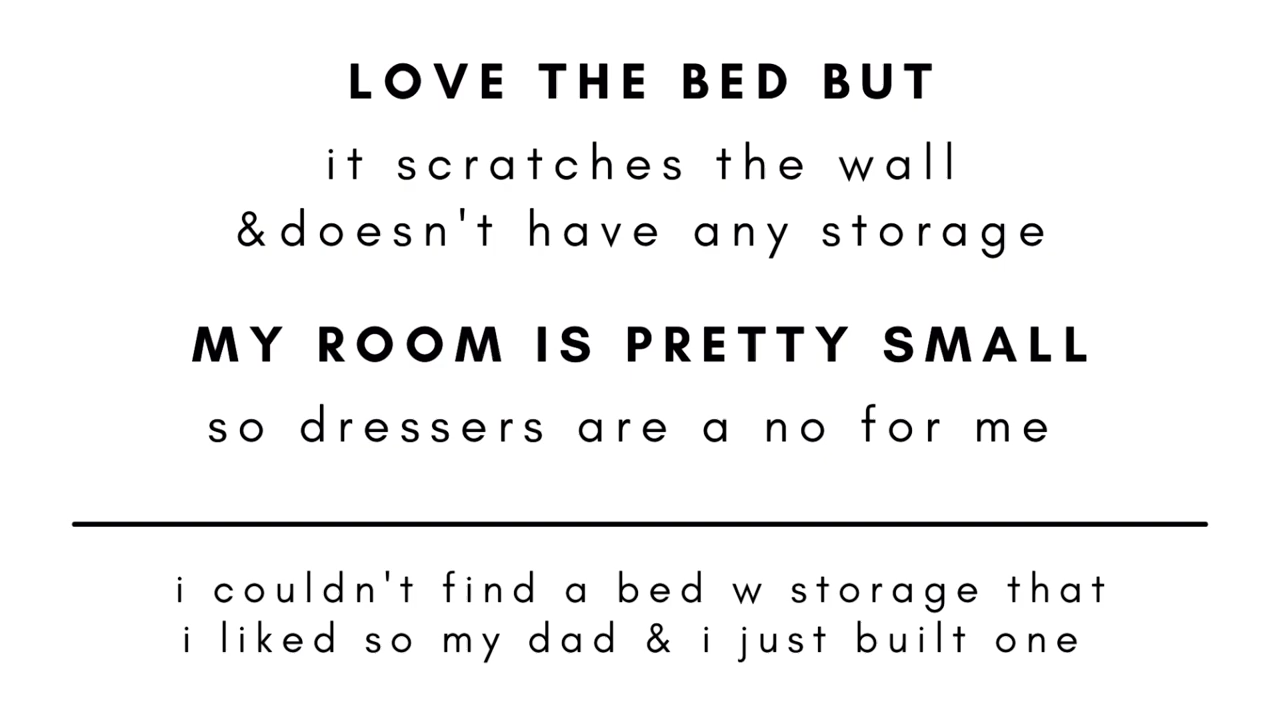 LOVE THE BED BUT
it scratches the wall
&doesn't have any storage
MY ROOM IS PRETTY SMALL
so dressers are a no for me
i couldn't find a bed w storage that
i liked so my dad & i just built one